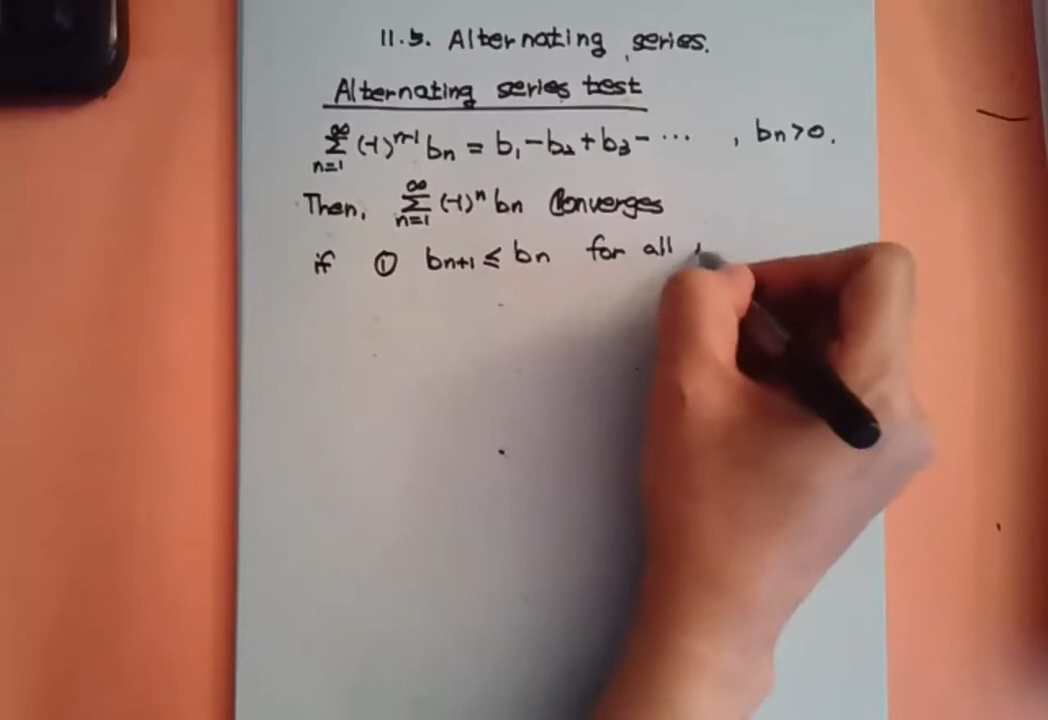 11.5. Alternating series.
Alternating series test
∞ Σ n=1 (-1)ⁿ⁻¹ bn = b₁ - b₂ + b₃ - ⋯ , bn > 0.
Then, ∞ Σ n=1 (-1)ⁿ bn Converges
if ① bn+1 ≤ bn for all